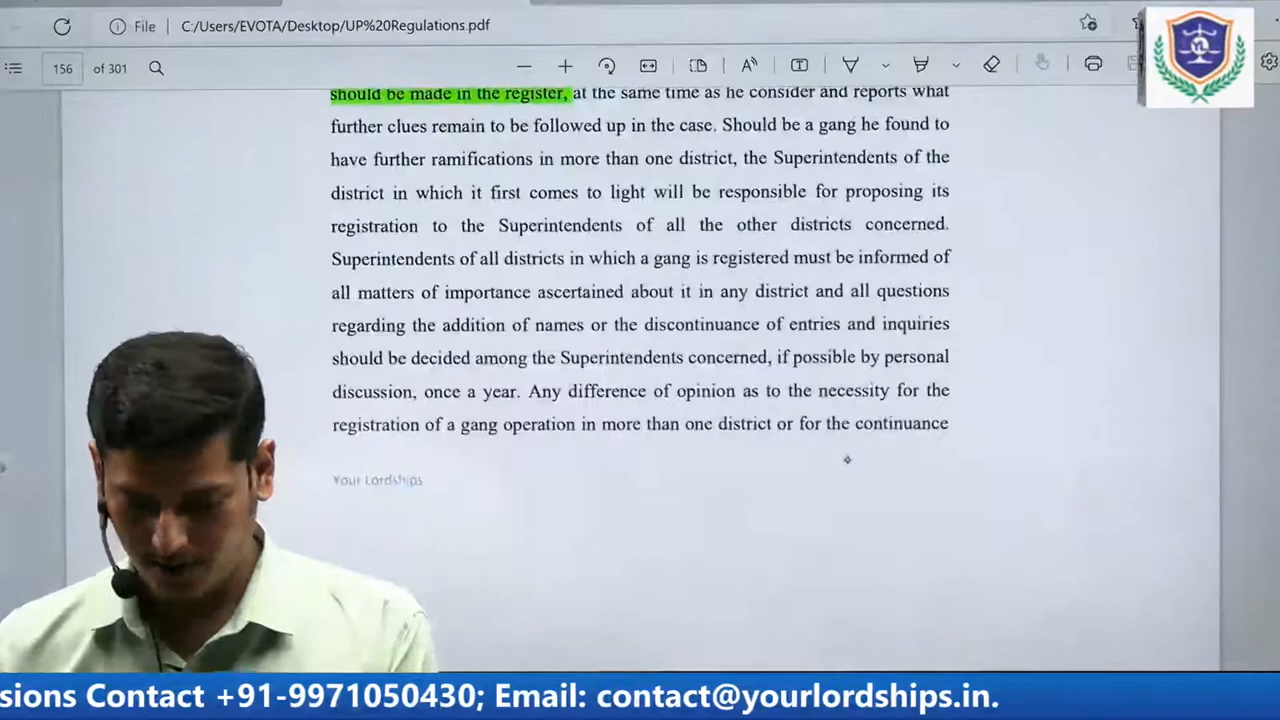 File
C:/Users/EVOTA/Desktop/UP%20Regulations.pdf
156 of 301
should be made in the register, at the same time as he consider and reports what
further clues remain to be followed up in the case. Should be a gang he found to
have further ramifications in more than one district, the Superintendents of the
district in which it first comes to light will be responsible for proposing its
registration to the Superintendents of all the other districts concerned.
Superintendents of all districts in which a gang is registered must be informed of
all matters of importance ascertained about it in any district and all questions
regarding the addition of names or the discontinuance of entries and inquiries
should be decided among the Superintendents concerned, if possible by personal
discussion, once a year. Any difference of opinion as to the necessity for the
registration of a gang operation in more than one district or for the continuance
Your Lordships
sions Contact +91-9971050430; Email: contact@yourlordships.in.